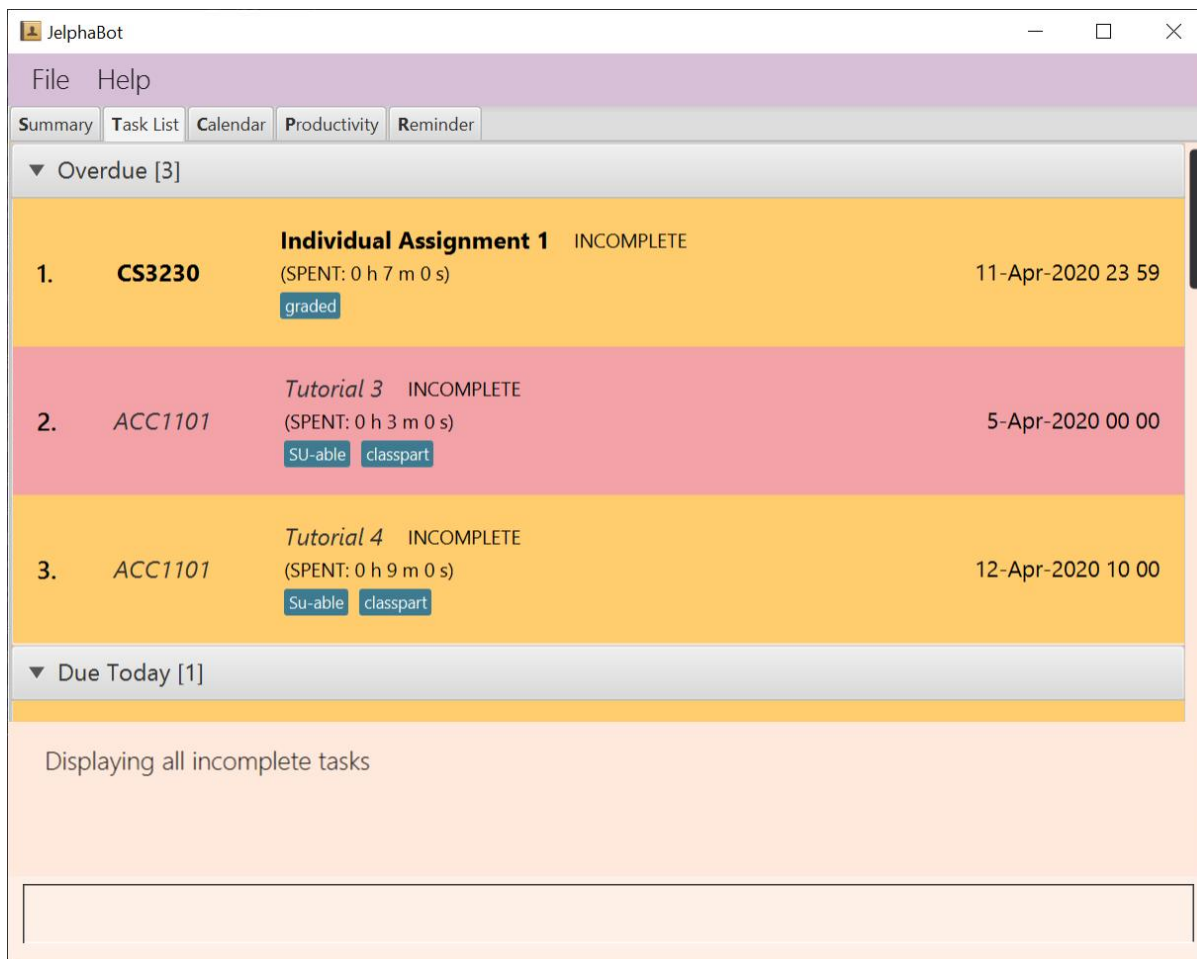 JelphaBot
File Help
Summary Task List Calendar Productivity Reminder
Overdue [3]
Individual Assignment 1 INCOMPLETE
1. CS3230 (SPENT: 0 h 7 m 0 s) 11-Apr-2020 23 59
graded
Tutorial 3 INCOMPLETE
2. ACC1101 (SPENT: 0 h 3 m 0 s) 5-Apr-2020 00 00
SU-able classpart
Tutorial 4 INCOMPLETE
3. ACC1101 (SPENT: 0 h 9 m 0 s) 12-Apr-2020 10 00
Su-able classpart
Due Today [1]
Displaying all incomplete tasks